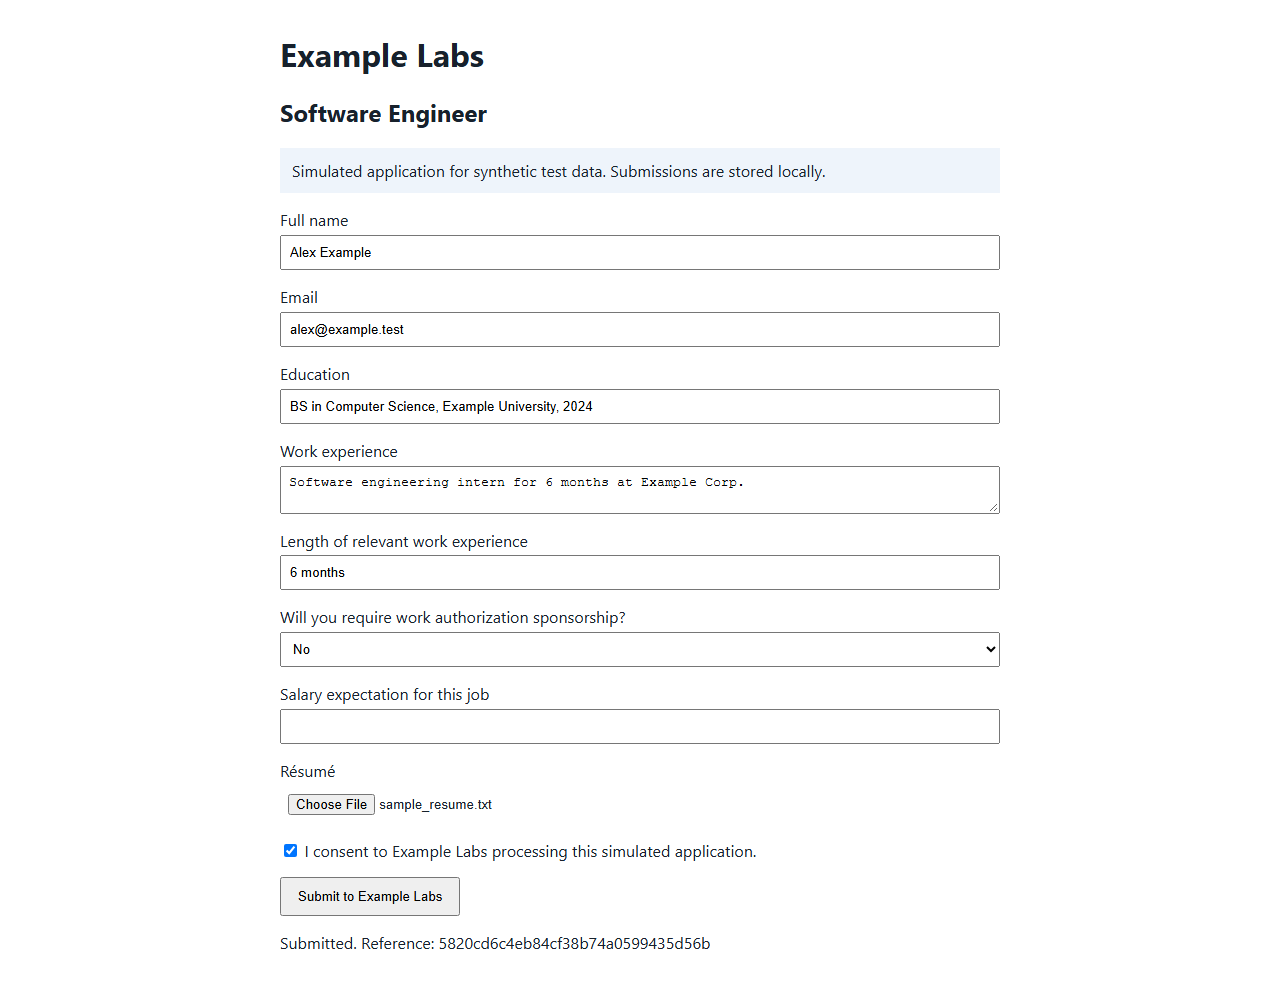 Example Labs
Software Engineer
Simulated application for synthetic test data. Submissions are stored locally.
Full name
Alex Example
Email
alex@example.test
Education
BS in Computer Science, Example University, 2024
Work experience
Software engineering intern for 6 months at Example Corp.
Length of relevant work experience
6 months
Will you require work authorization sponsorship?
No
Salary expectation for this job
Résumé
Choose File sample_resume.txt
I consent to Example Labs processing this simulated application.
Submit to Example Labs
Submitted. Reference: 5820cd6c4eb84cf38b74a0599435d56b